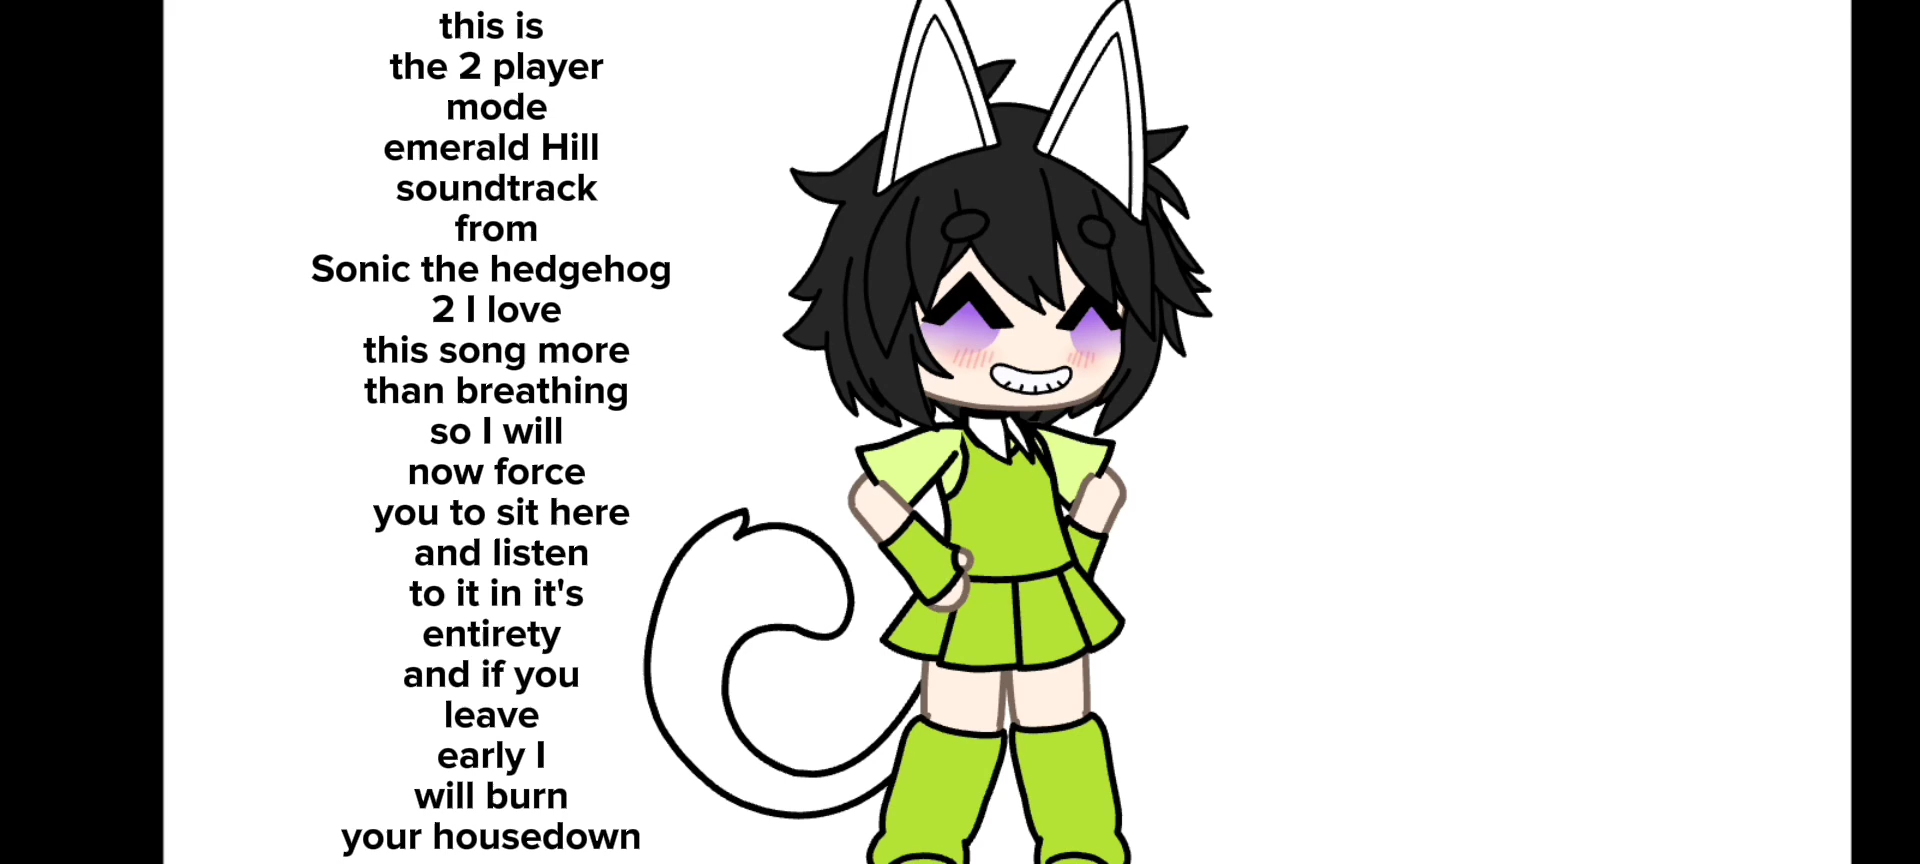 this is
the 2 player
mode
emerald Hill
soundtrack
from
Sonic the hedgehog
2 I love
this song more
than breathing
so I will
now force
you to sit here
and listen
to it in it's
entirety
and if you
leave
early I
will burn
your housedown